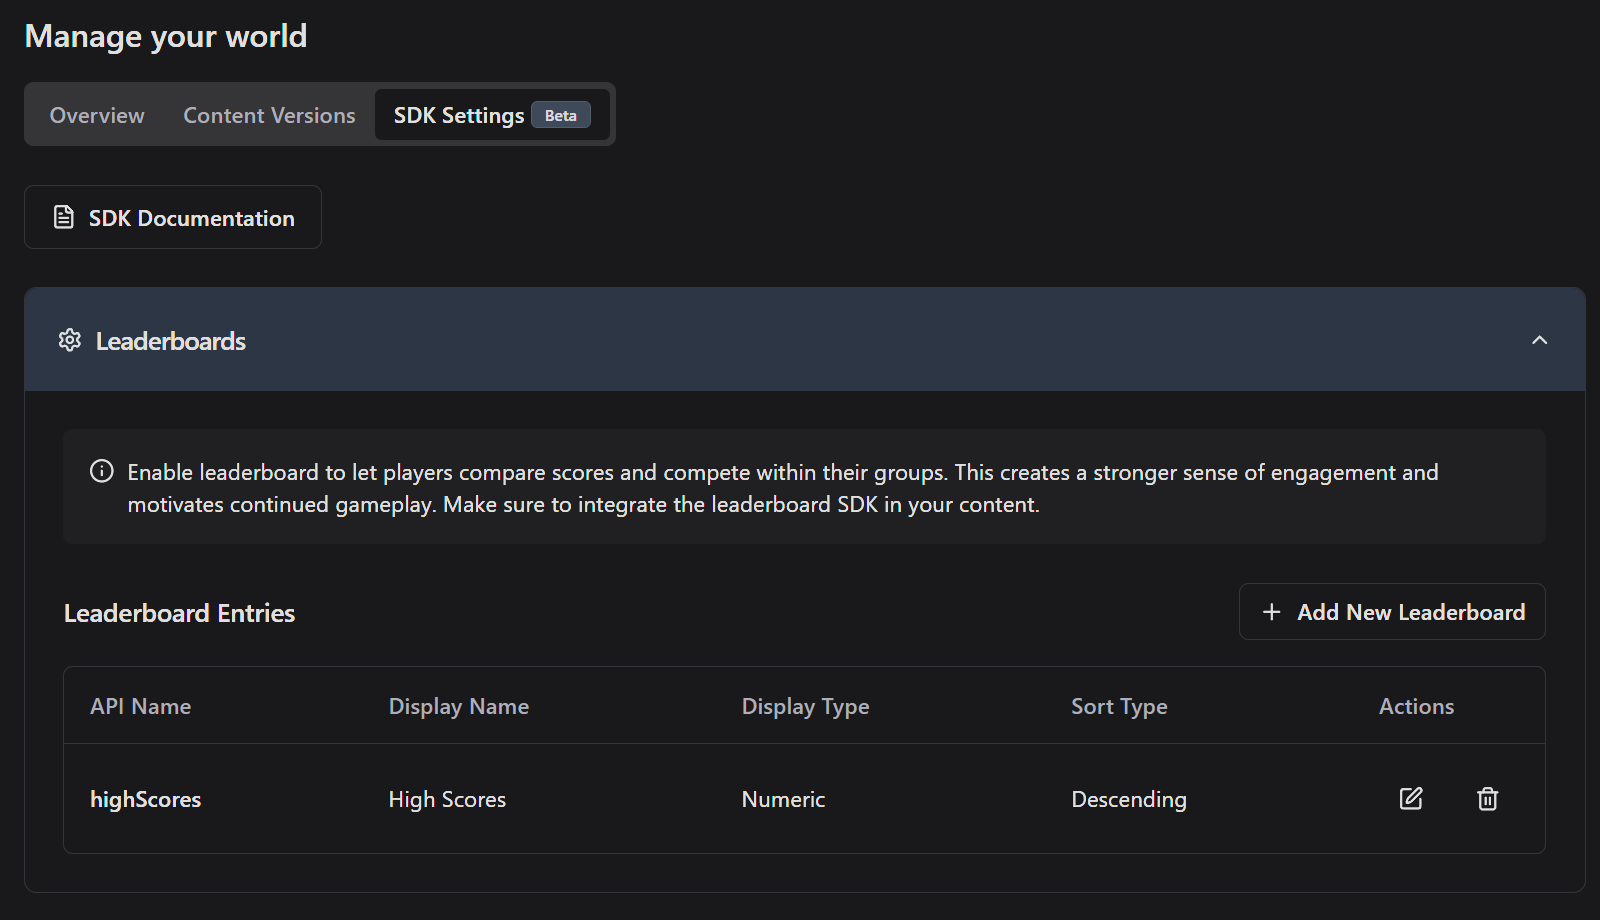 Manage your world
Overview Content Versions SDK Settings Beta
SDK Documentation
Leaderboards
Enable leaderboard to let players compare scores and compete within their groups. This creates a stronger sense of engagement and
motivates continued gameplay. Make sure to integrate the leaderboard SDK in your content.
Leaderboard Entries
Add New Leaderboard
API Name Display Name Display Type Sort Type Actions
highScores High Scores Numeric Descending